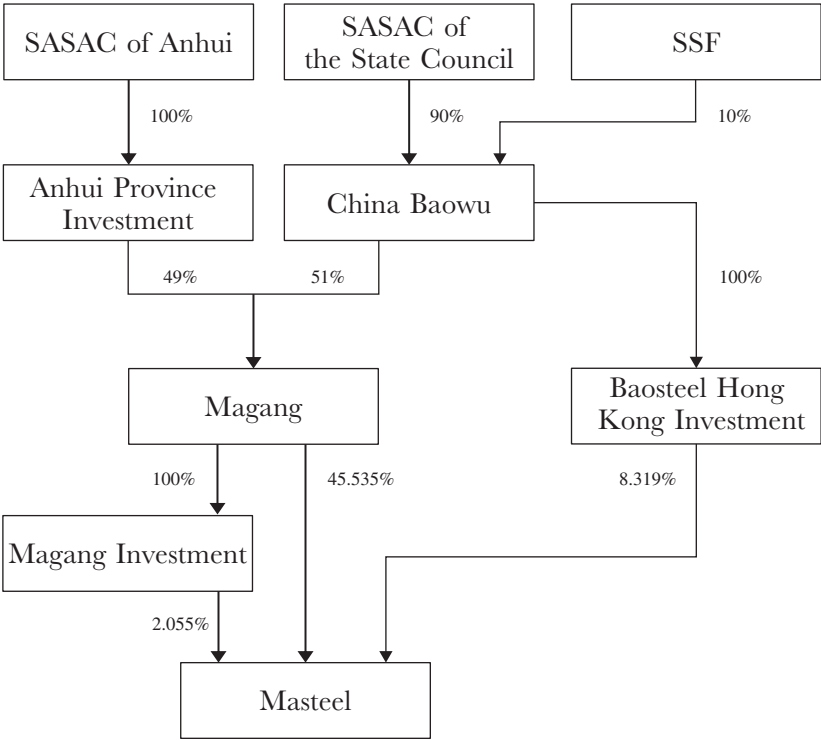 SASAC of Anhui
SASAC of
the State Council
SSF
100%
90%
10%
Anhui Province
Investment
China Baowu
49%
51%
100%
Magang
Baosteel Hong
Kong Investment
100%
45.535%
8.319%
Magang Investment
2.055%
Masteel